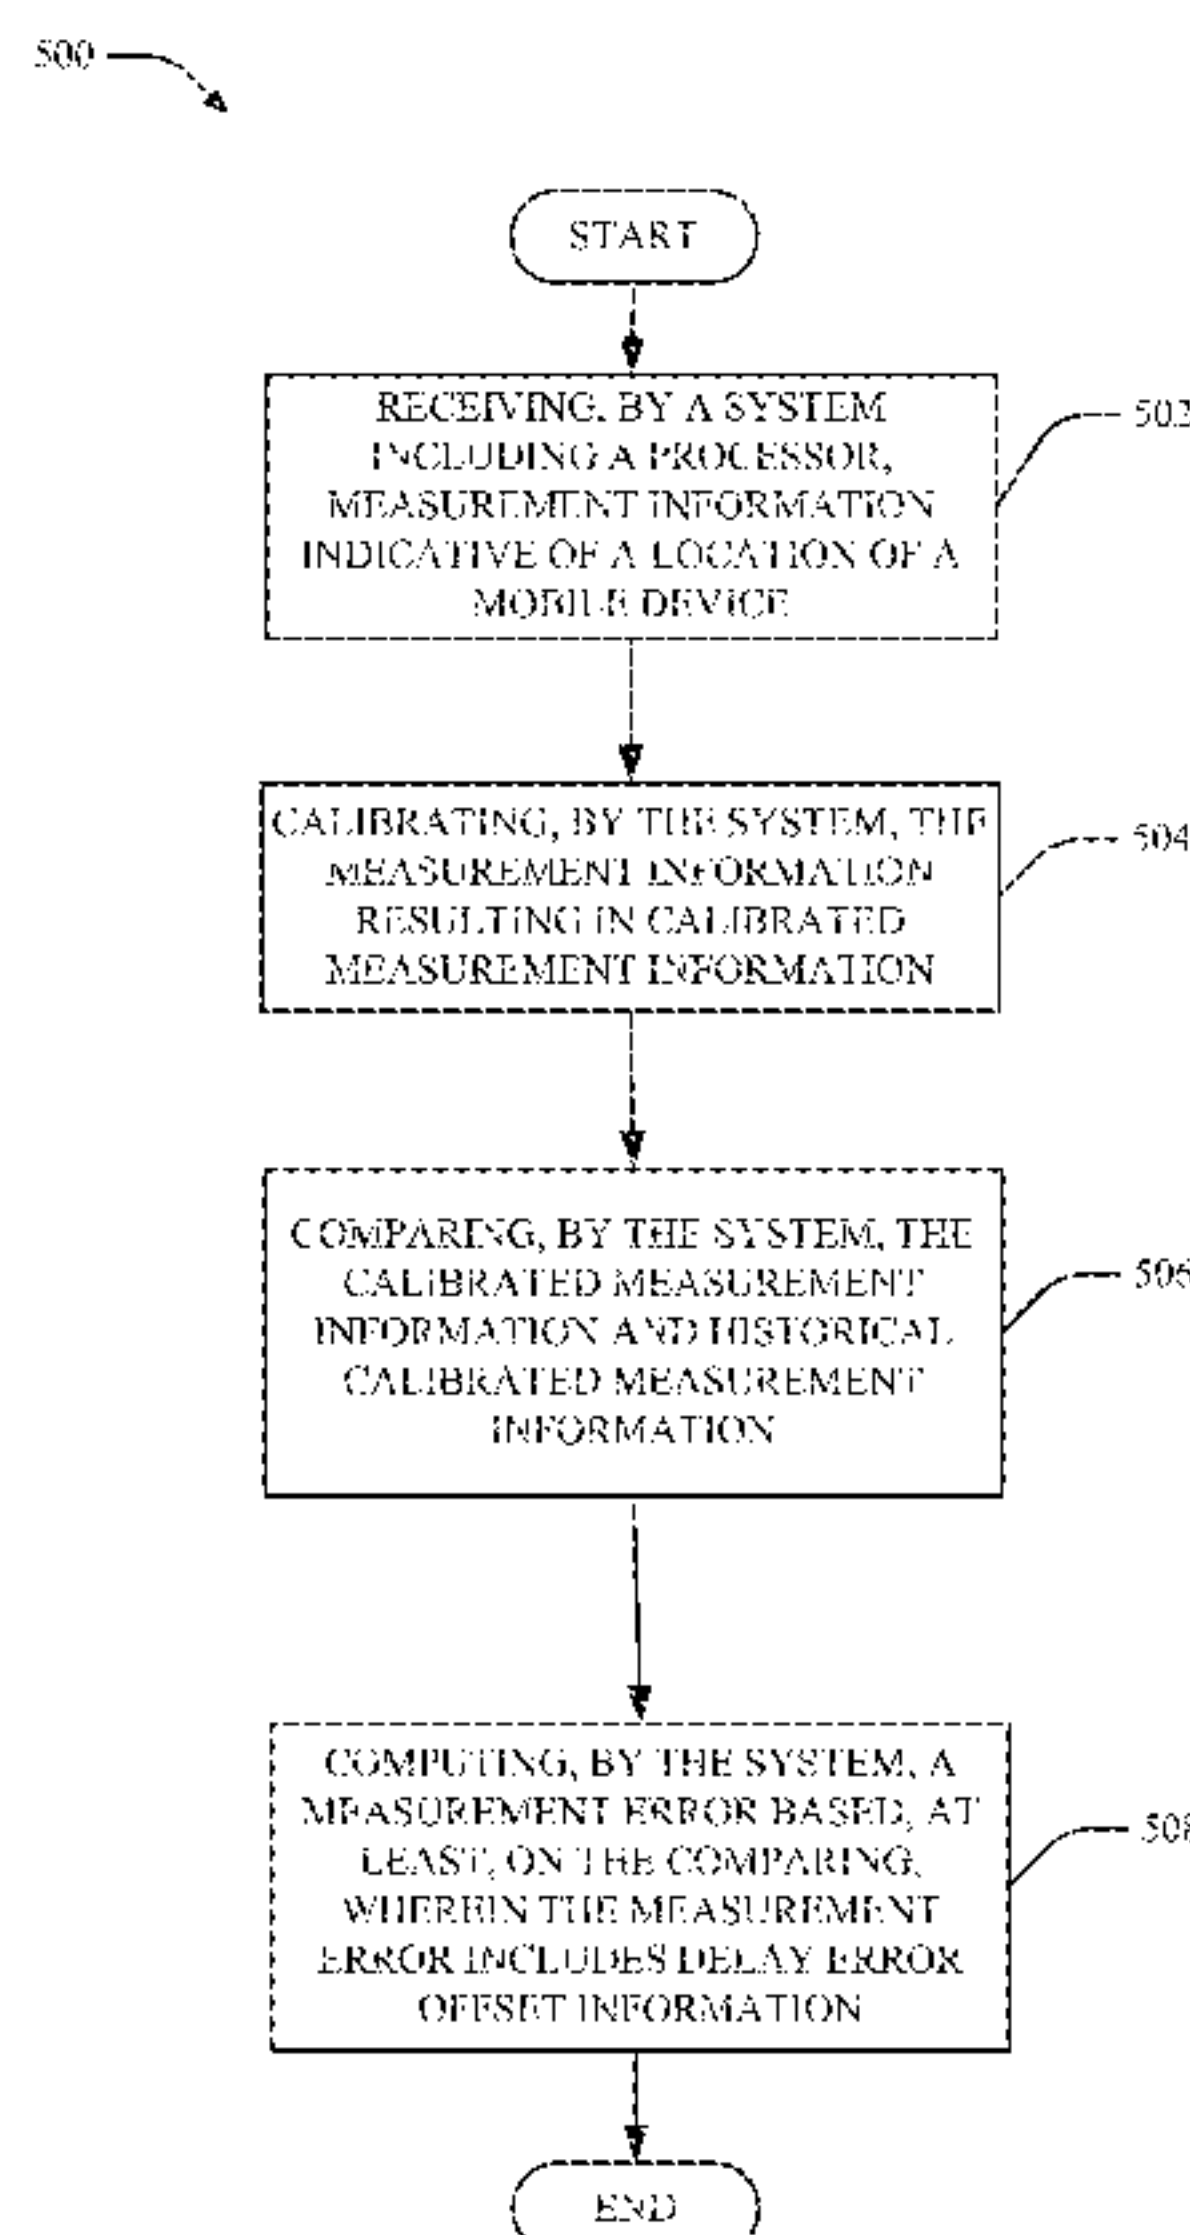 500
START
RECEIVING, BY A SYSTEM
INCLUDING A PROCESSOR,
MEASUREMENT INFORMATION
INDICATIVE OF A LOCATION OF A
MOBILE DEVICE
502
CALIBRATING, BY THE SYSTEM, THE
MEASUREMENT INFORMATION
RESULTING IN CALIBRATED
MEASUREMENT INFORMATION
504
COMPARING, BY THE SYSTEM, THE
CALIBRATED MEASUREMENT
INFORMATION AND HISTORICAL
CALIBRATED MEASUREMENT
INFORMATION
506
COMPUTING, BY THE SYSTEM, A
MEASUREMENT ERROR BASED, AT
LEAST, ON THE COMPARING,
WHEREIN THE MEASUREMENT
ERROR INCLUDES DELAY ERROR
OFFSET INFORMATION
508
END